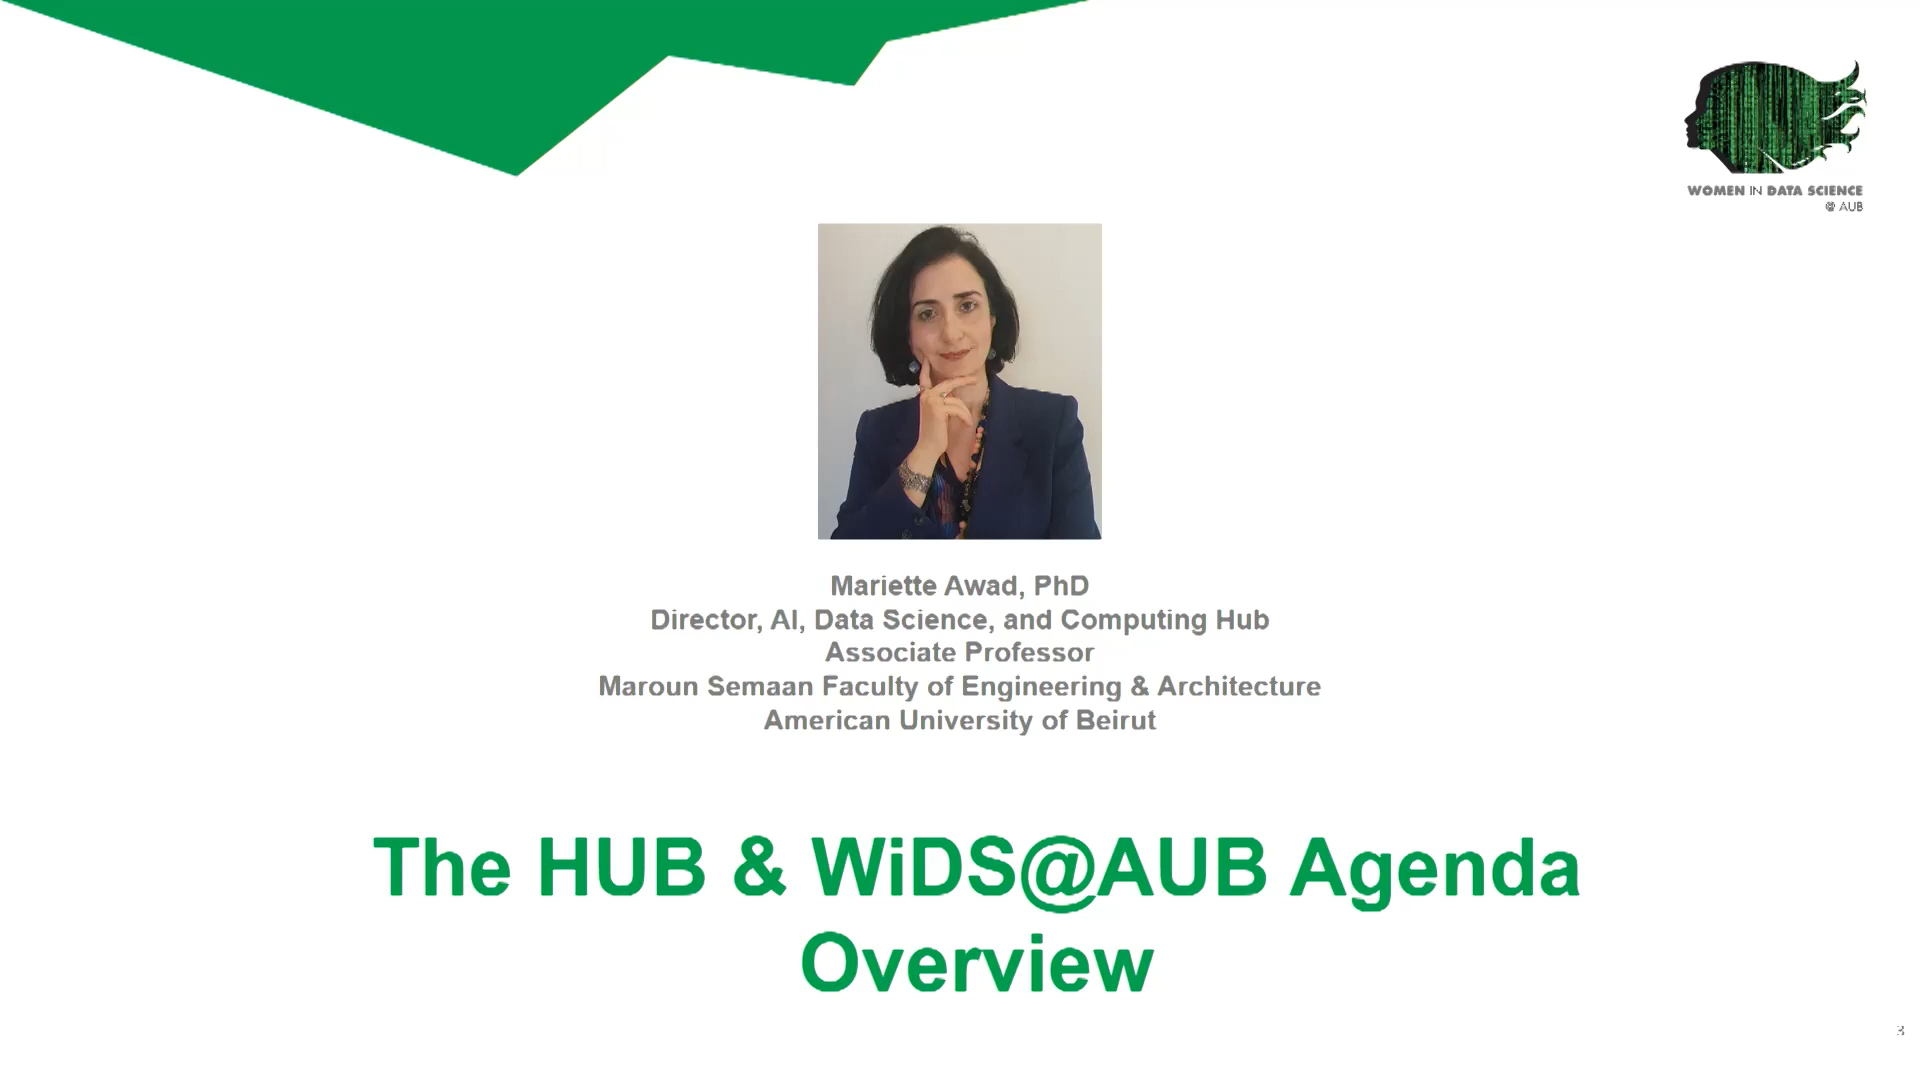 WOMEN IN DATA SCIENCE
@ AUB
Mariette Awad, PhD
Director, AI, Data Science, and Computing Hub
Associate Professor
Maroun Semaan Faculty of Engineering & Architecture
American University of Beirut
The HUB & WiDS@AUB Agenda
Overview
3